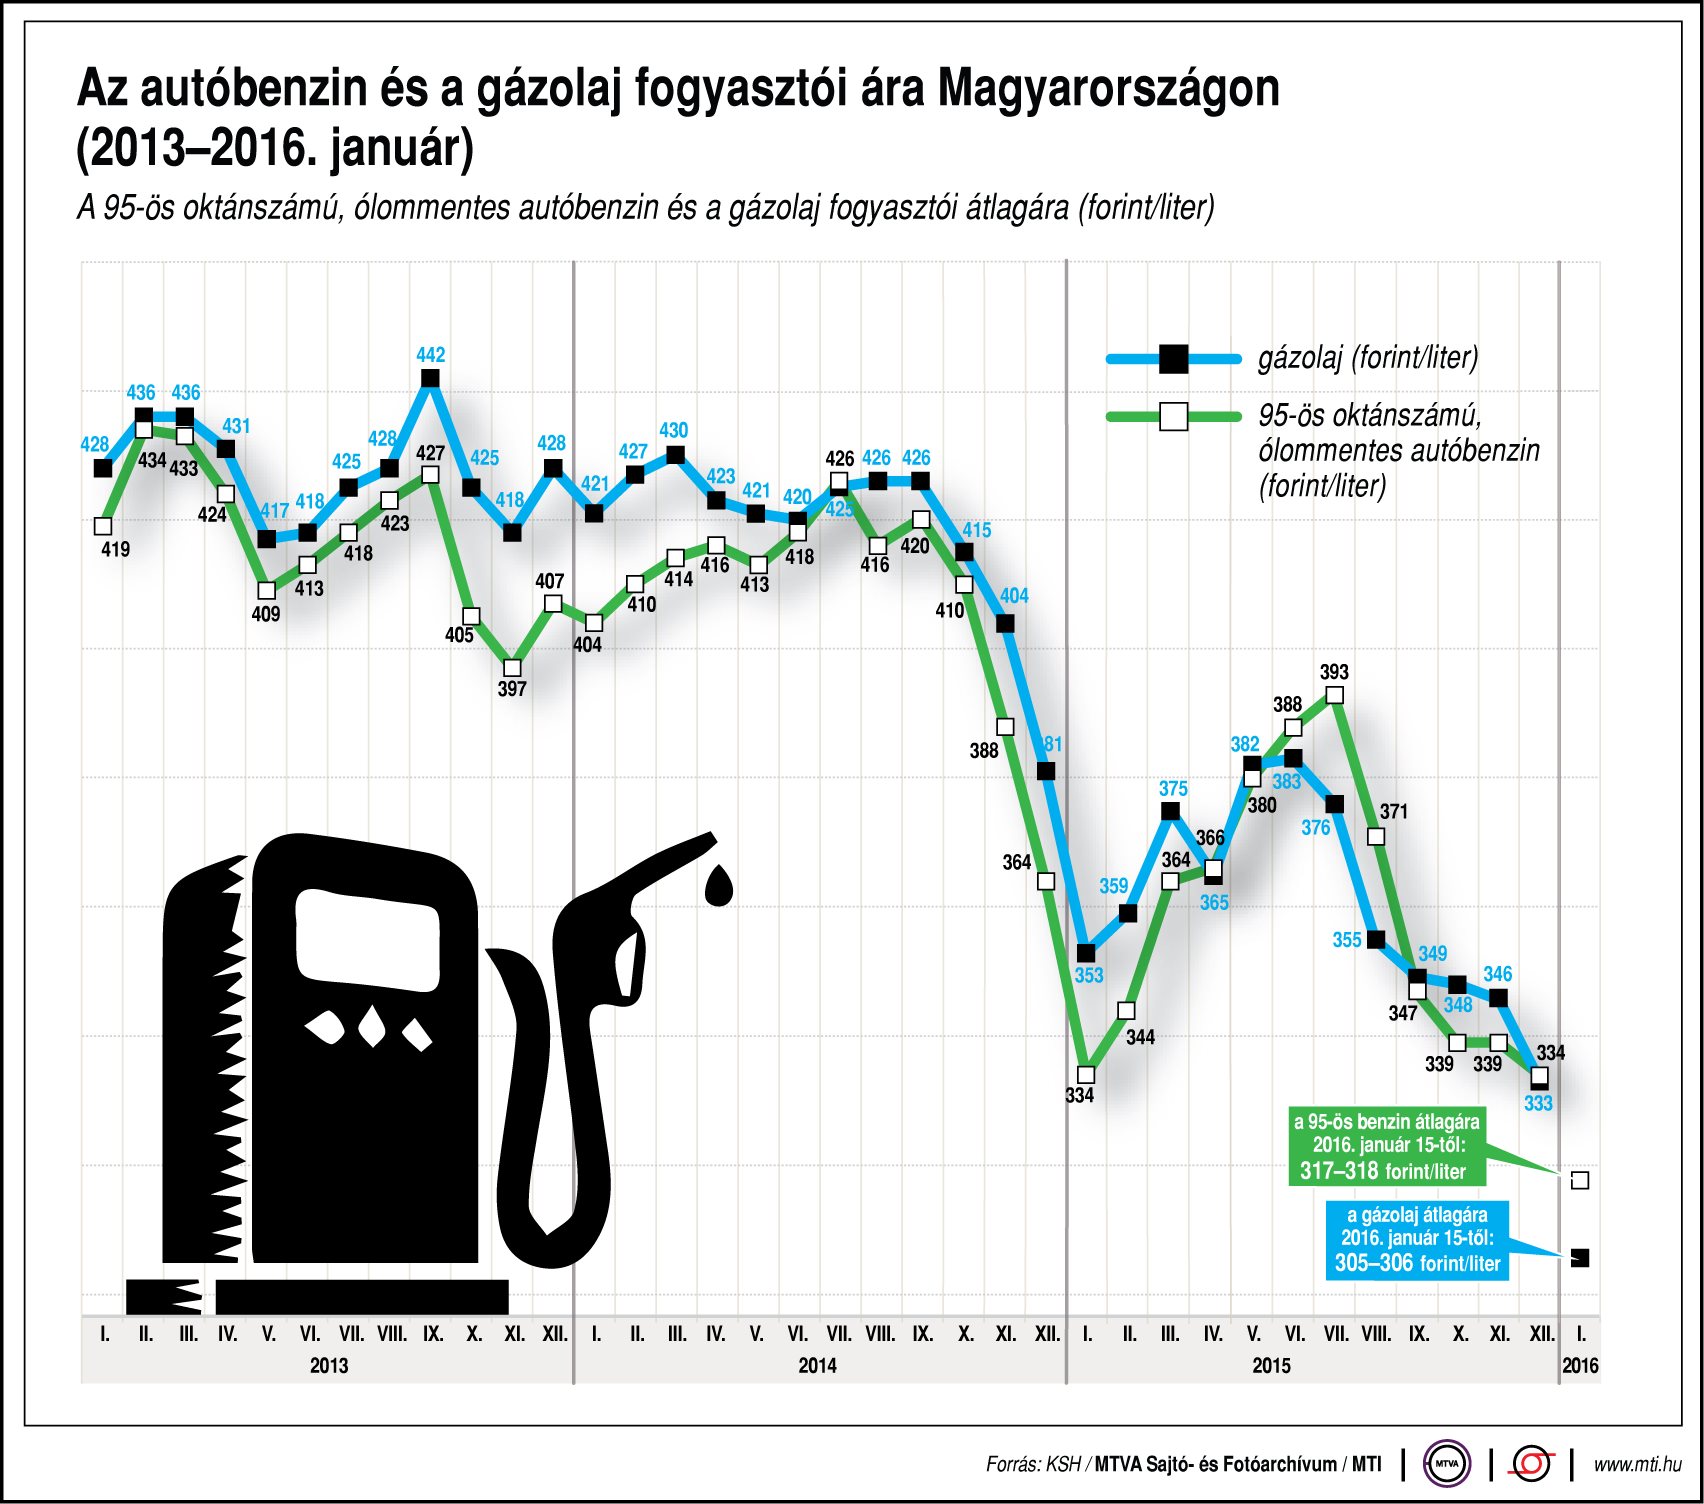 Az autóbenzin és a gázolaj fogyasztói ára Magyarországon
(2013–2016. január)
A 95-ös oktánszámú, ólommentes autóbenzin és a gázolaj fogyasztói átlagára (forint/liter)
gázolaj (forint/liter)
95-ös oktánszámú,
ólommentes autóbenzin
(forint/liter)
428 436 436 431 417 418 425 428 442 425 418 428 421 427 430 423 421 420 425 426 426 415 404 381 353 359 375 365 382 383 376 355 349 348 346 333
419 434 433 424 409 413 418 423 427 405 397 407 404 410 414 416 413 418 426 416 420 410 388 364 334 344 364 366 380 388 393 371 347 339 339 334
a 95-ös benzin átlagára
2016. január 15-től:
317–318 forint/liter
a gázolaj átlagára
2016. január 15-től:
305–306 forint/liter
I. II. III. IV. V. VI. VII. VIII. IX. X. XI. XII. I. II. III. IV. V. VI. VII. VIII. IX. X. XI. XII. I. II. III. IV. V. VI. VII. VIII. IX. X. XI. XII. I.
2013 2014 2015 2016
Forrás: KSH / MTVA Sajtó- és Fotóarchívum / MTI
MTVA
www.mti.hu